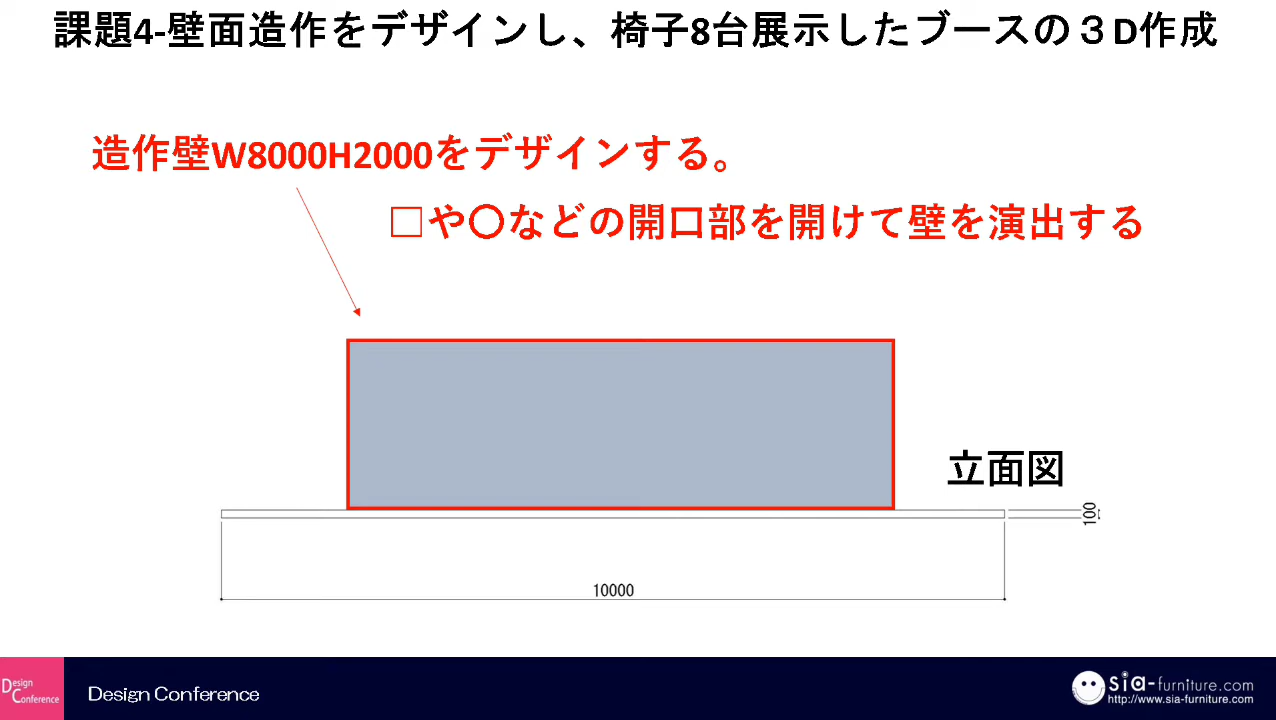 課題4-壁面造作をデザインし、椅子8台展示したブースの３D作成
造作壁W8000H2000をデザインする。
□や〇などの開口部を開けて壁を演出する
立面図
100
10000
Design
Conference
Design Conference
sia-furniture.com
http://www.sia-furniture.com